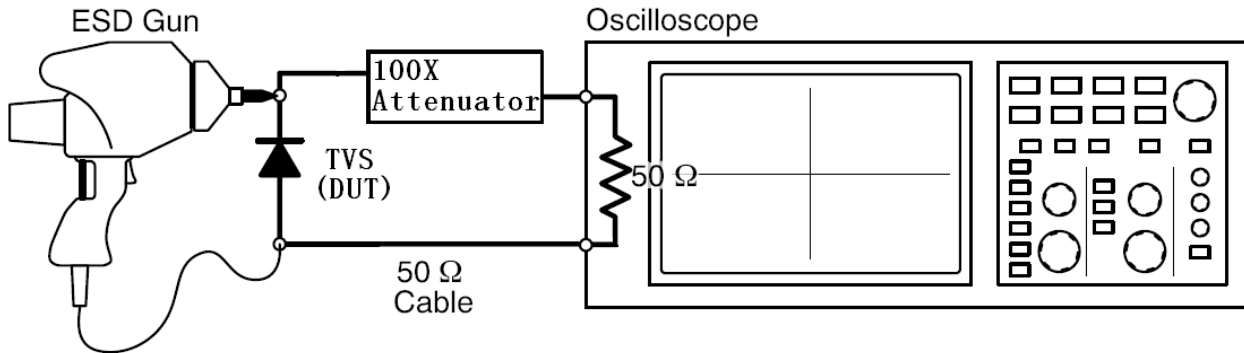 ESD Gun
Oscilloscope
100X
Attenuator
TVS
(DUT)
50 Ω
50 Ω
Cable